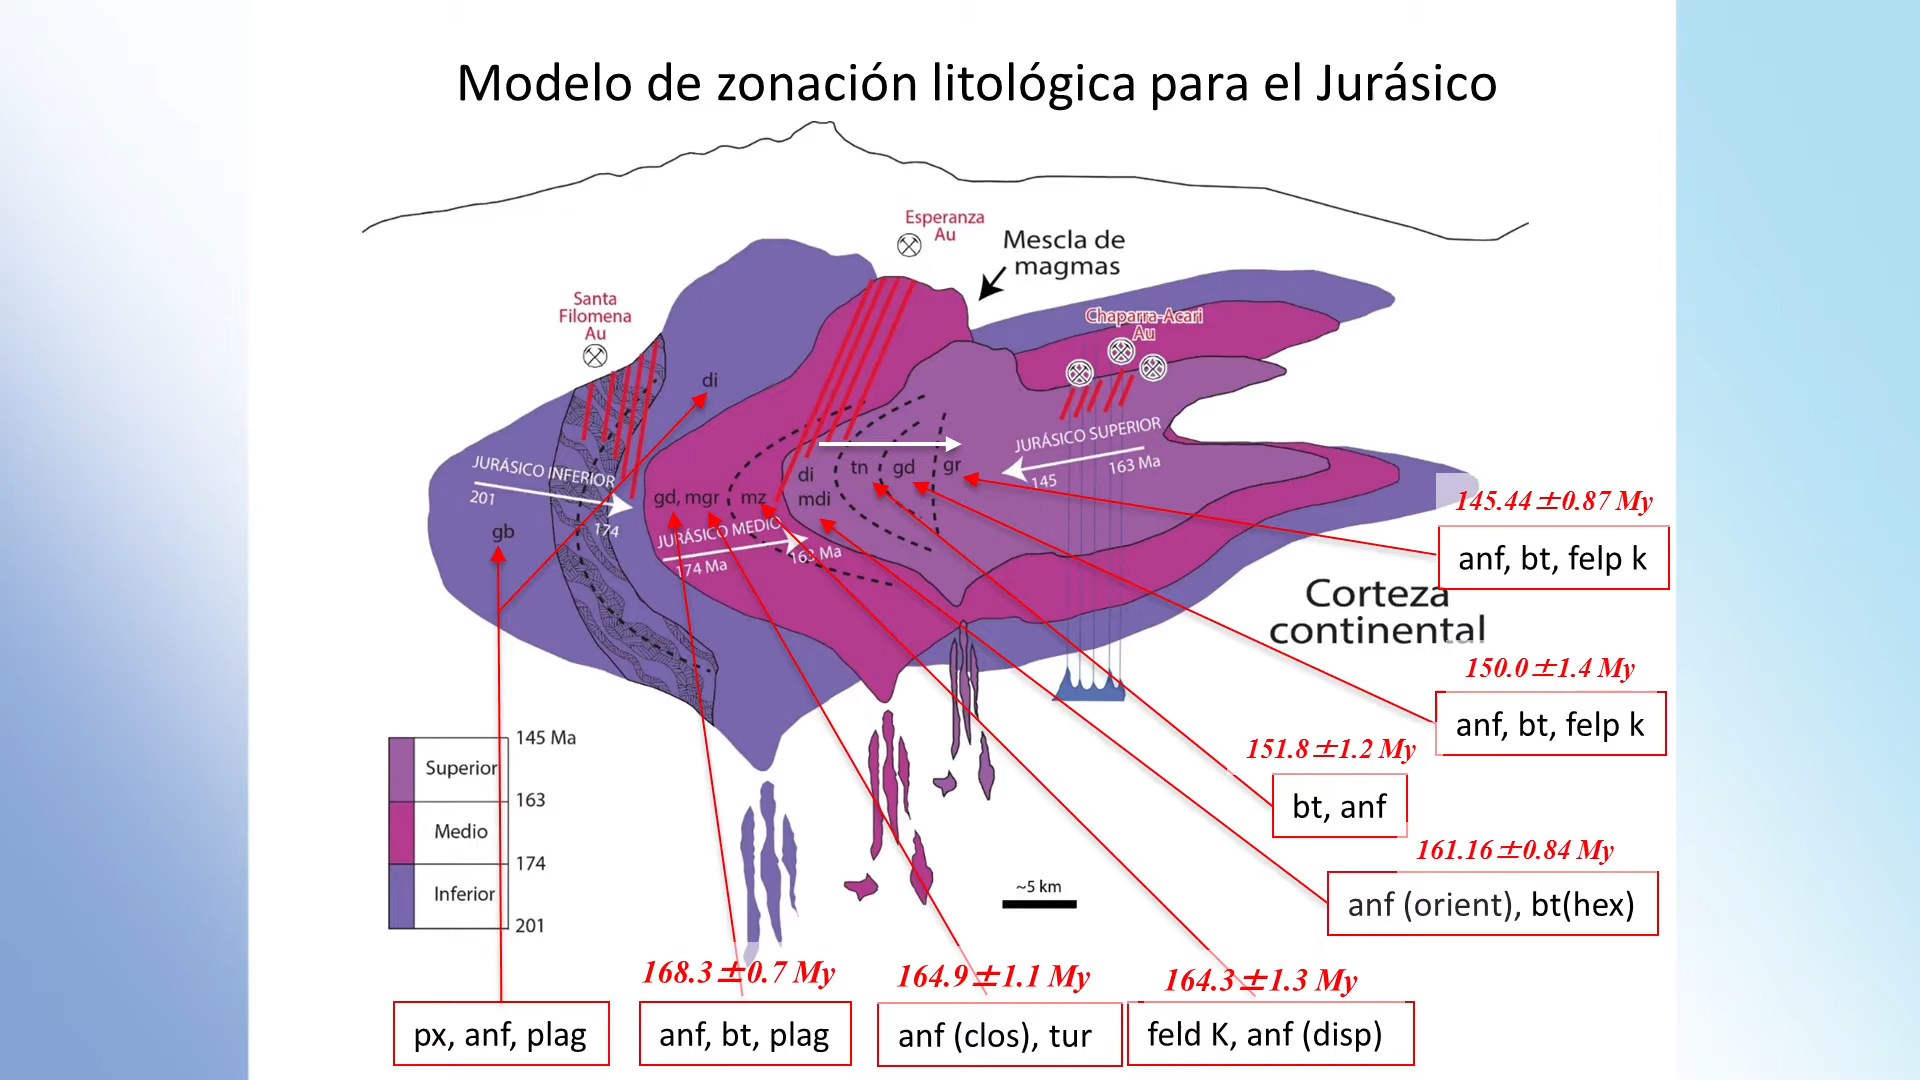 Modelo de zonación litológica para el Jurásico
Esperanza
Au
Mescla de
magmas
Santa
Filomena
Au
Chaparra-Acari
Au
di
JURÁSICO INFERIOR
201
174
gb
gd, mgr
mz
JURÁSICO MEDIO
174 Ma
163 Ma
di
mdi
tn
gd
gr
JURÁSICO SUPERIOR
163 Ma
145
145.44±0.87 My
anf, bt, felp k
Corteza
continental
150.0±1.4 My
anf, bt, felp k
151.8±1.2 My
bt, anf
161.16±0.84 My
anf (orient), bt(hex)
145 Ma
Superior
163
Medio
174
Inferior
201
~5 km
168.3±0.7 My
164.9±1.1 My
164.3±1.3 My
px, anf, plag
anf, bt, plag
anf (clos), tur
feld K, anf (disp)